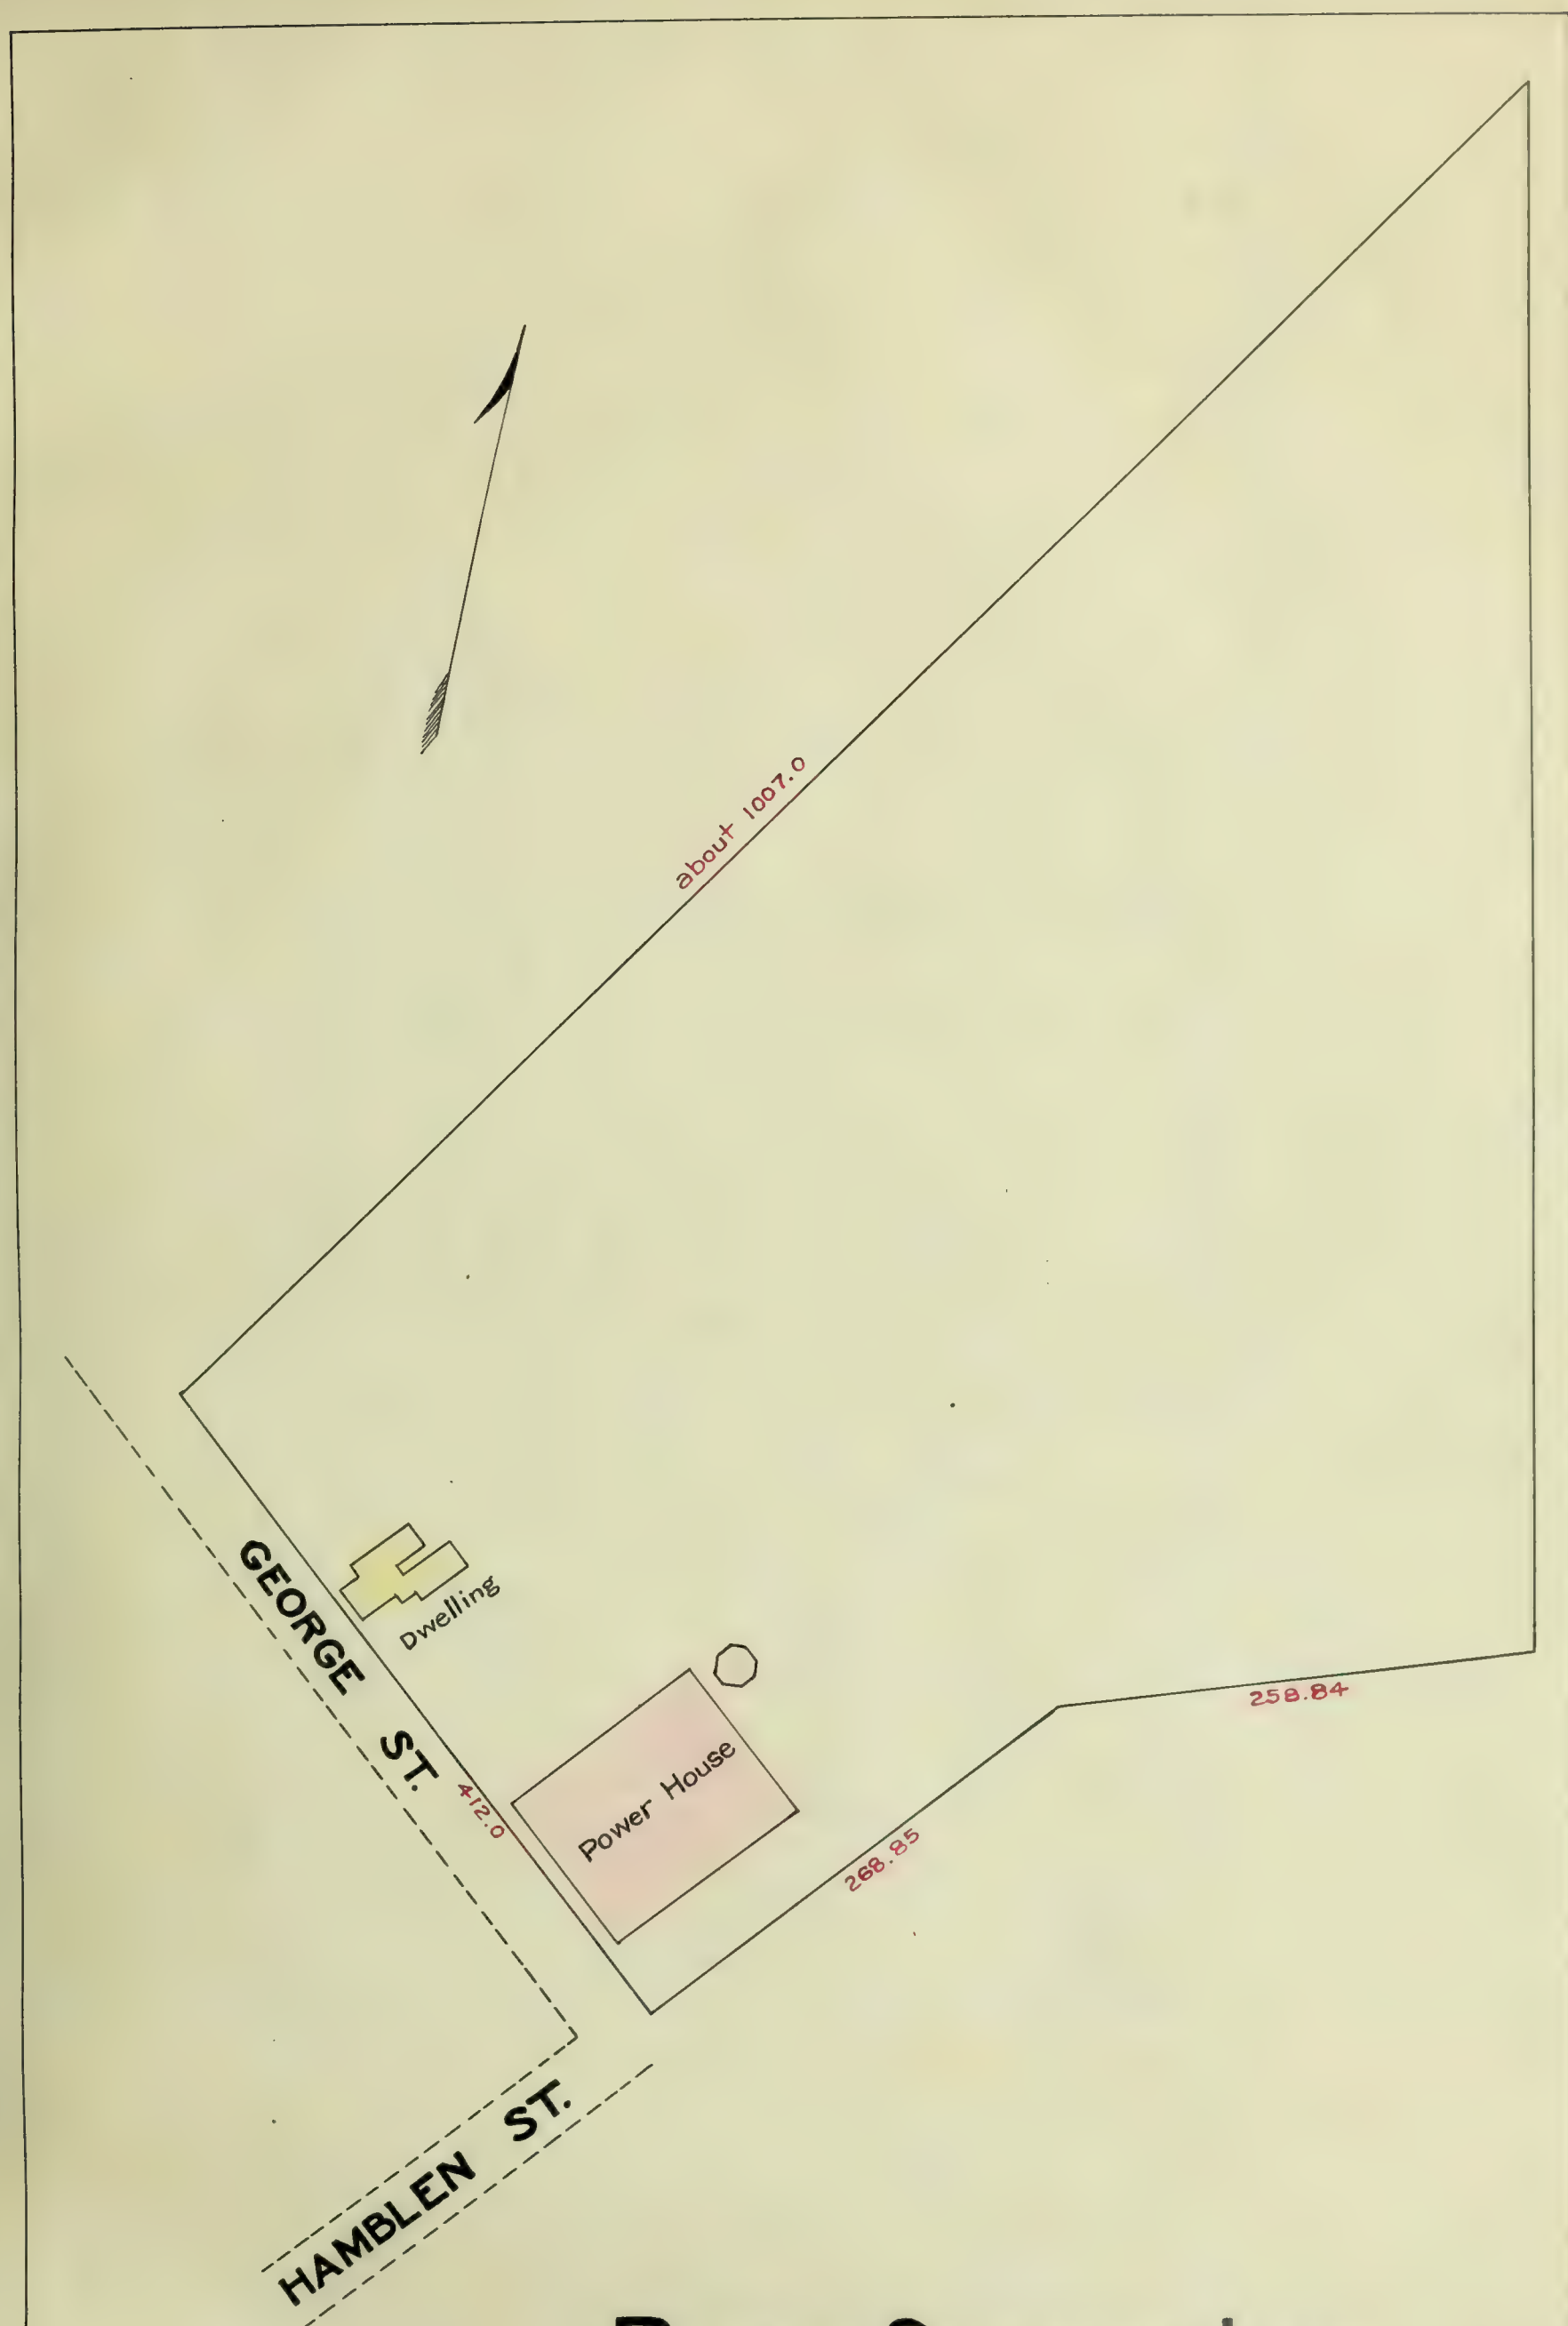 about 1007.0
GEORGE ST.
Dwelling
412.0
Power House
258.84
268.85
HAMBLEN ST.